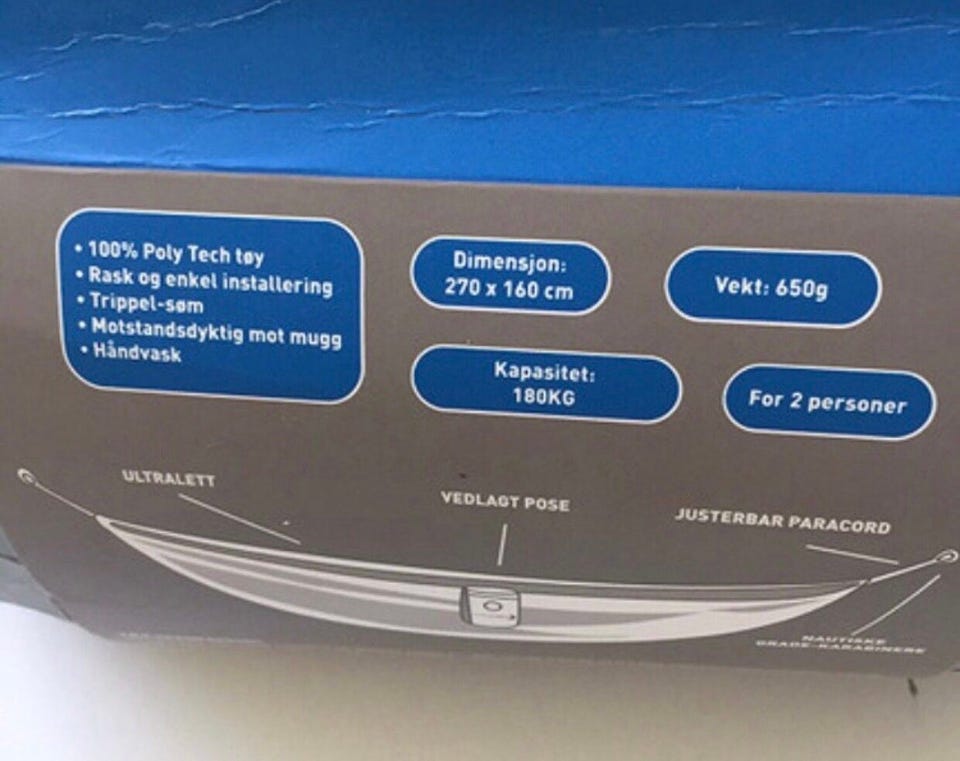 • 100% Poly Tech tøy
• Rask og enkel installering
• Trippel-søm
• Motstandsdyktig mot mugg
• Håndvask
Dimensjon:
270 x 160 cm
Vekt: 650g
Kapasitet:
180KG
For 2 personer
ULTRALETT
VEDLAGT POSE
JUSTERBAR PARACORD
NAUTISKE
GRADE-KARABINERE